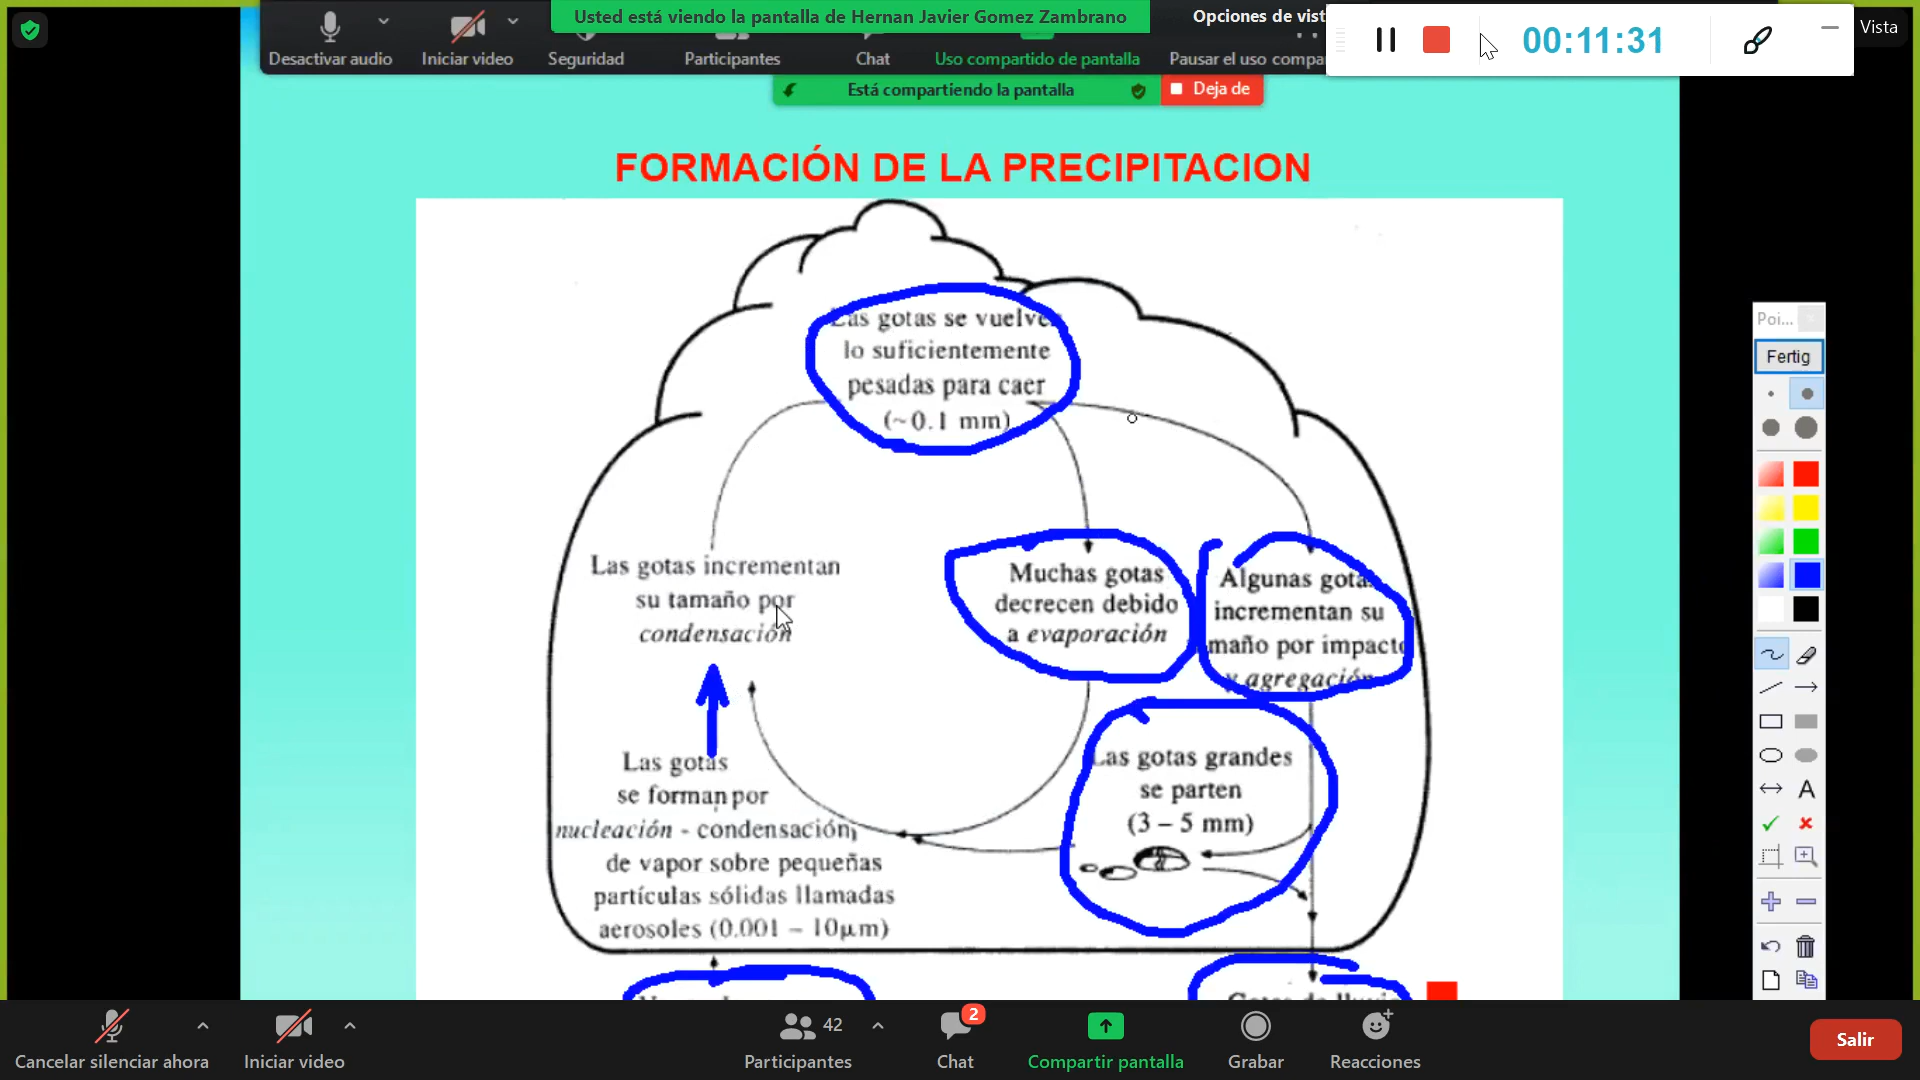 Usted está viendo la pantalla de Hernan Javier Gomez Zambrano
Opciones de vist
00:11:31
Vista
Desactivar audio
Iniciar video
Seguridad
Participantes
Chat
Uso compartido de pantalla
Pausar el uso compa
Está compartiendo la pantalla
Deja de
FORMACIÓN DE LA PRECIPITACION
Las gotas se vuelve
lo suficientemente
pesadas para caer
(~0.1 mm)
Las gotas incrementan
su tamaño por
condensación
Muchas gotas
decrecen debido
a evaporación
Algunas gota
incrementan su
maño por impacto
y agregación
Las gotas
se forman por
nucleación - condensación,
de vapor sobre pequeñas
partículas sólidas llamadas
aerosoles (0.001 – 10μm)
Las gotas grandes
se parten
(3 – 5 mm)
Poi...
Fertig
A
Cancelar silenciar ahora
Iniciar video
42
Participantes
2
Chat
Compartir pantalla
Grabar
Reacciones
Salir